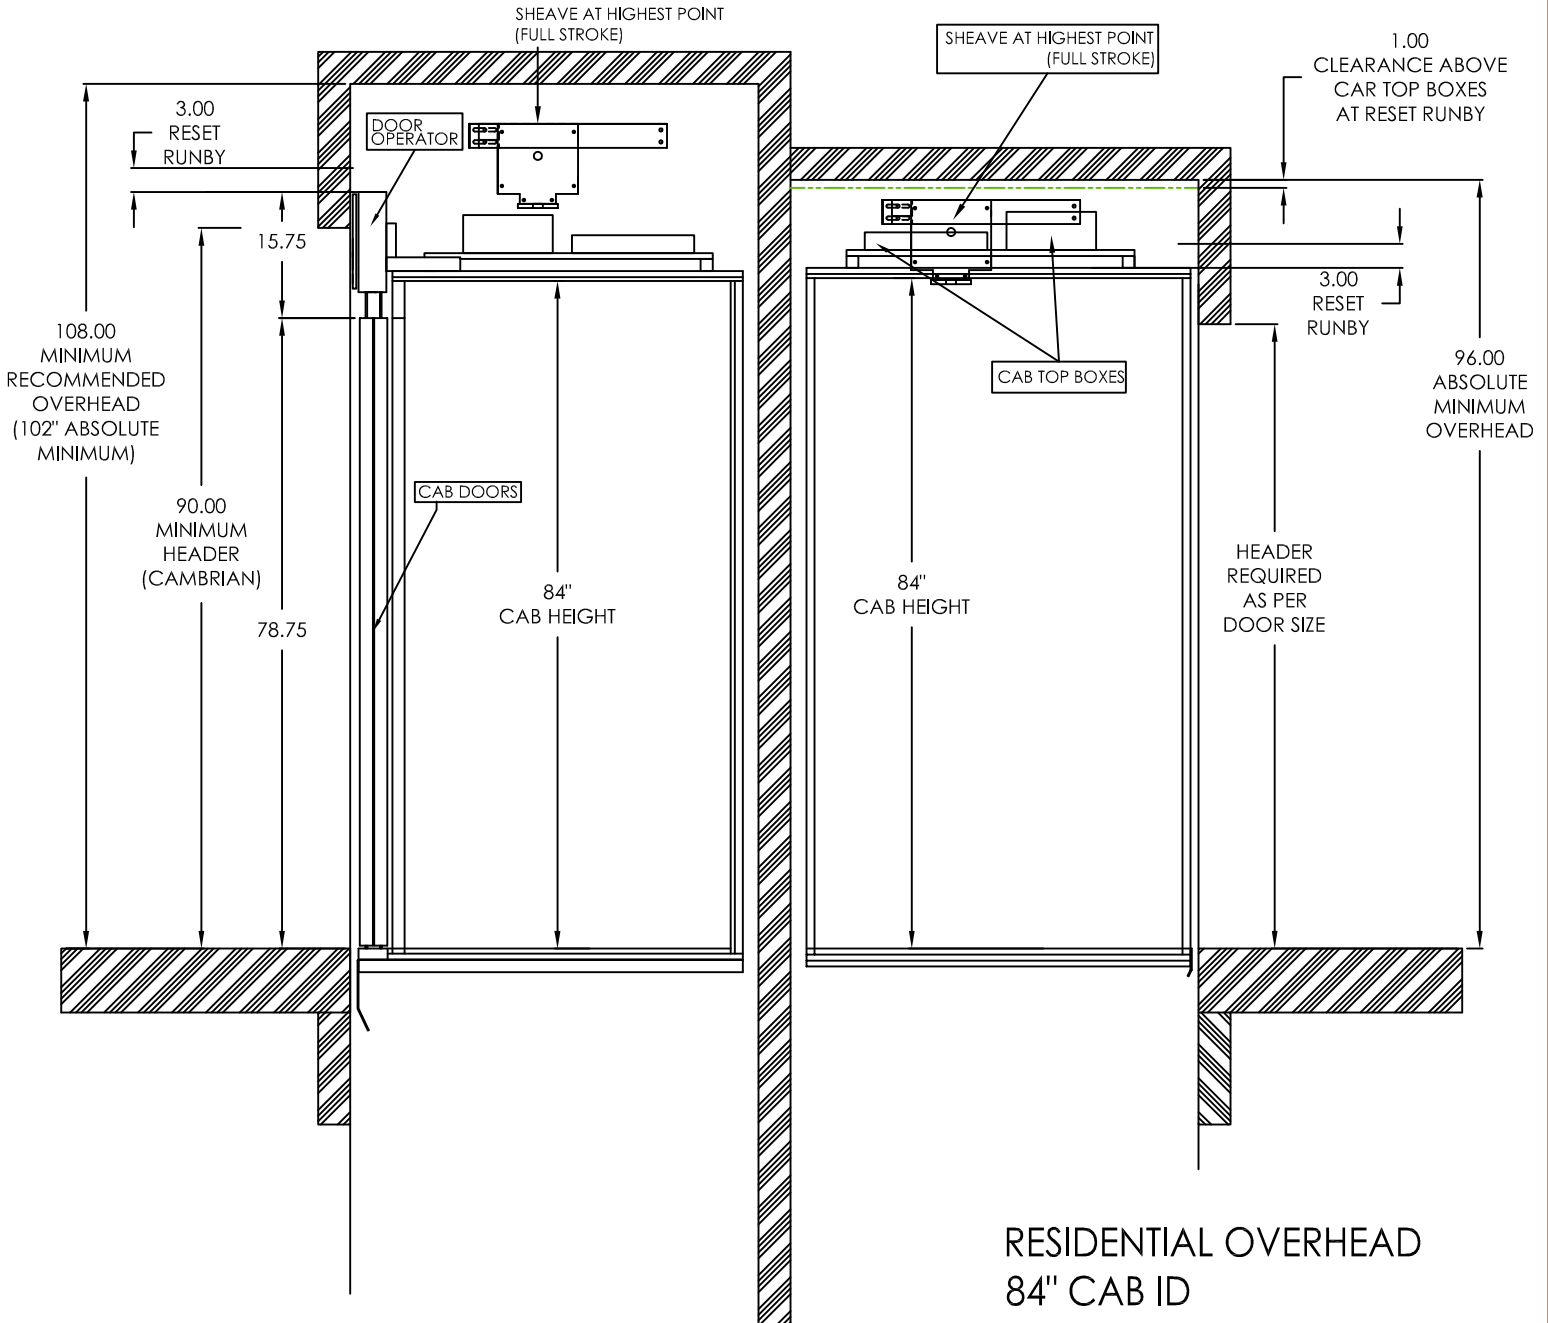 SHEAVE AT HIGHEST POINT
(FULL STROKE)
SHEAVE AT HIGHEST POINT
(FULL STROKE)
1.00
CLEARANCE ABOVE
CAR TOP BOXES
AT RESET RUNBY
3.00
RESET
RUNBY
DOOR
OPERATOR
15.75
3.00
RESET
RUNBY
108.00
MINIMUM
RECOMMENDED
OVERHEAD
(102" ABSOLUTE
MINIMUM)
96.00
ABSOLUTE
MINIMUM
OVERHEAD
CAB TOP BOXES
CAB DOORS
90.00
MINIMUM
HEADER
(CAMBRIAN)
HEADER
REQUIRED
AS PER
DOOR SIZE
84"
CAB HEIGHT
84"
CAB HEIGHT
78.75
RESIDENTIAL OVERHEAD
84" CAB ID